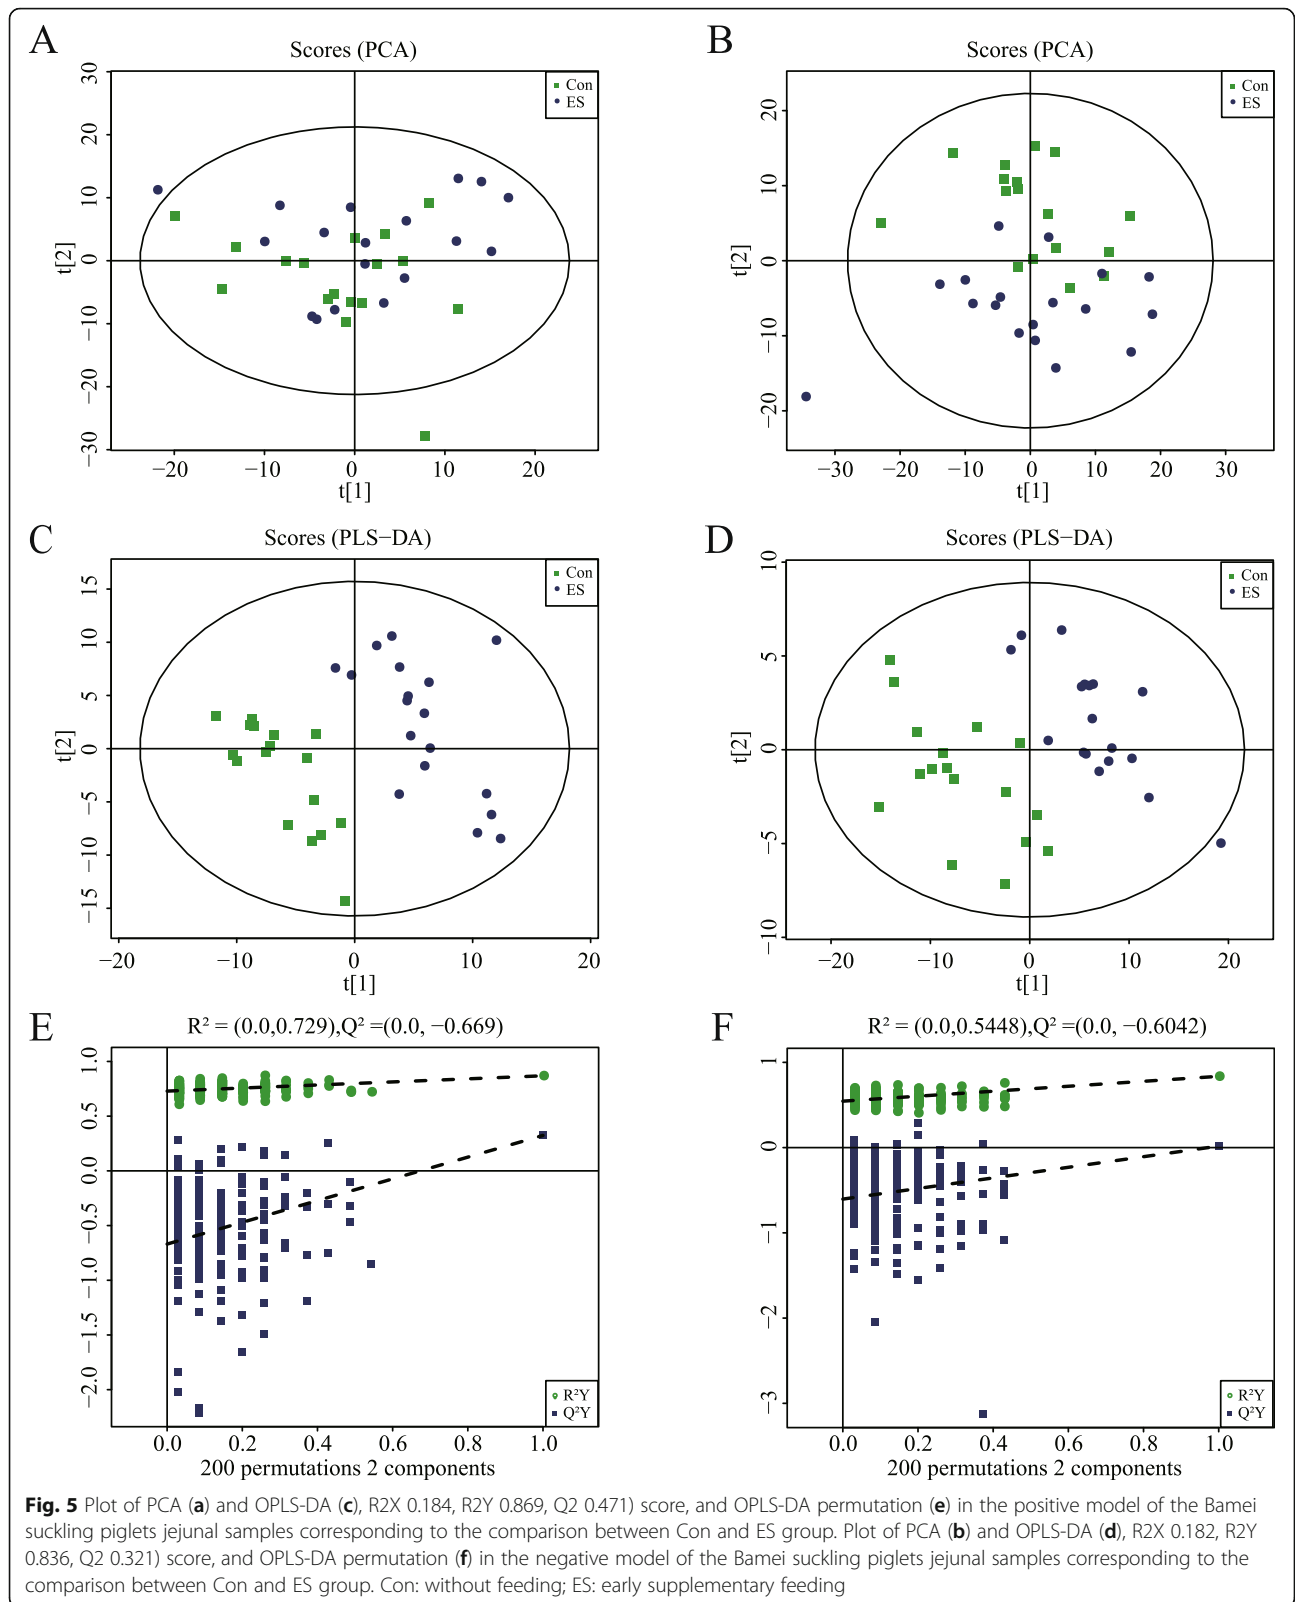 A
Scores (PCA)
Con
ES
30
20
10
0
−10
−20
−30
t[2]
−20
−10
0
10
20
t[1]
B
Scores (PCA)
Con
ES
20
10
0
−10
−20
t[2]
−30
−20
−10
0
10
20
30
t[1]
C
Scores (PLS−DA)
Con
ES
15
10
5
0
−5
−10
−15
t[2]
−20
−10
0
10
20
t[1]
D
Scores (PLS−DA)
Con
ES
10
5
0
−5
−10
t[2]
−20
−10
0
10
20
t[1]
E
R² = (0.0,0.729),Q² =(0.0, −0.669)
1.0
0.5
0.0
−0.5
−1.0
−1.5
−2.0
R²Y
Q²Y
0.0
0.2
0.4
0.6
0.8
1.0
200 permutations 2 components
F
R² = (0.0,0.5448),Q² =(0.0, −0.6042)
1
0
−1
−2
−3
R²Y
Q²Y
0.0
0.2
0.4
0.6
0.8
1.0
200 permutations 2 components
Fig. 5 Plot of PCA (a) and OPLS-DA (c), R2X 0.184, R2Y 0.869, Q2 0.471) score, and OPLS-DA permutation (e) in the positive model of the Bamei
suckling piglets jejunal samples corresponding to the comparison between Con and ES group. Plot of PCA (b) and OPLS-DA (d), R2X 0.182, R2Y
0.836, Q2 0.321) score, and OPLS-DA permutation (f) in the negative model of the Bamei suckling piglets jejunal samples corresponding to the
comparison between Con and ES group. Con: without feeding; ES: early supplementary feeding